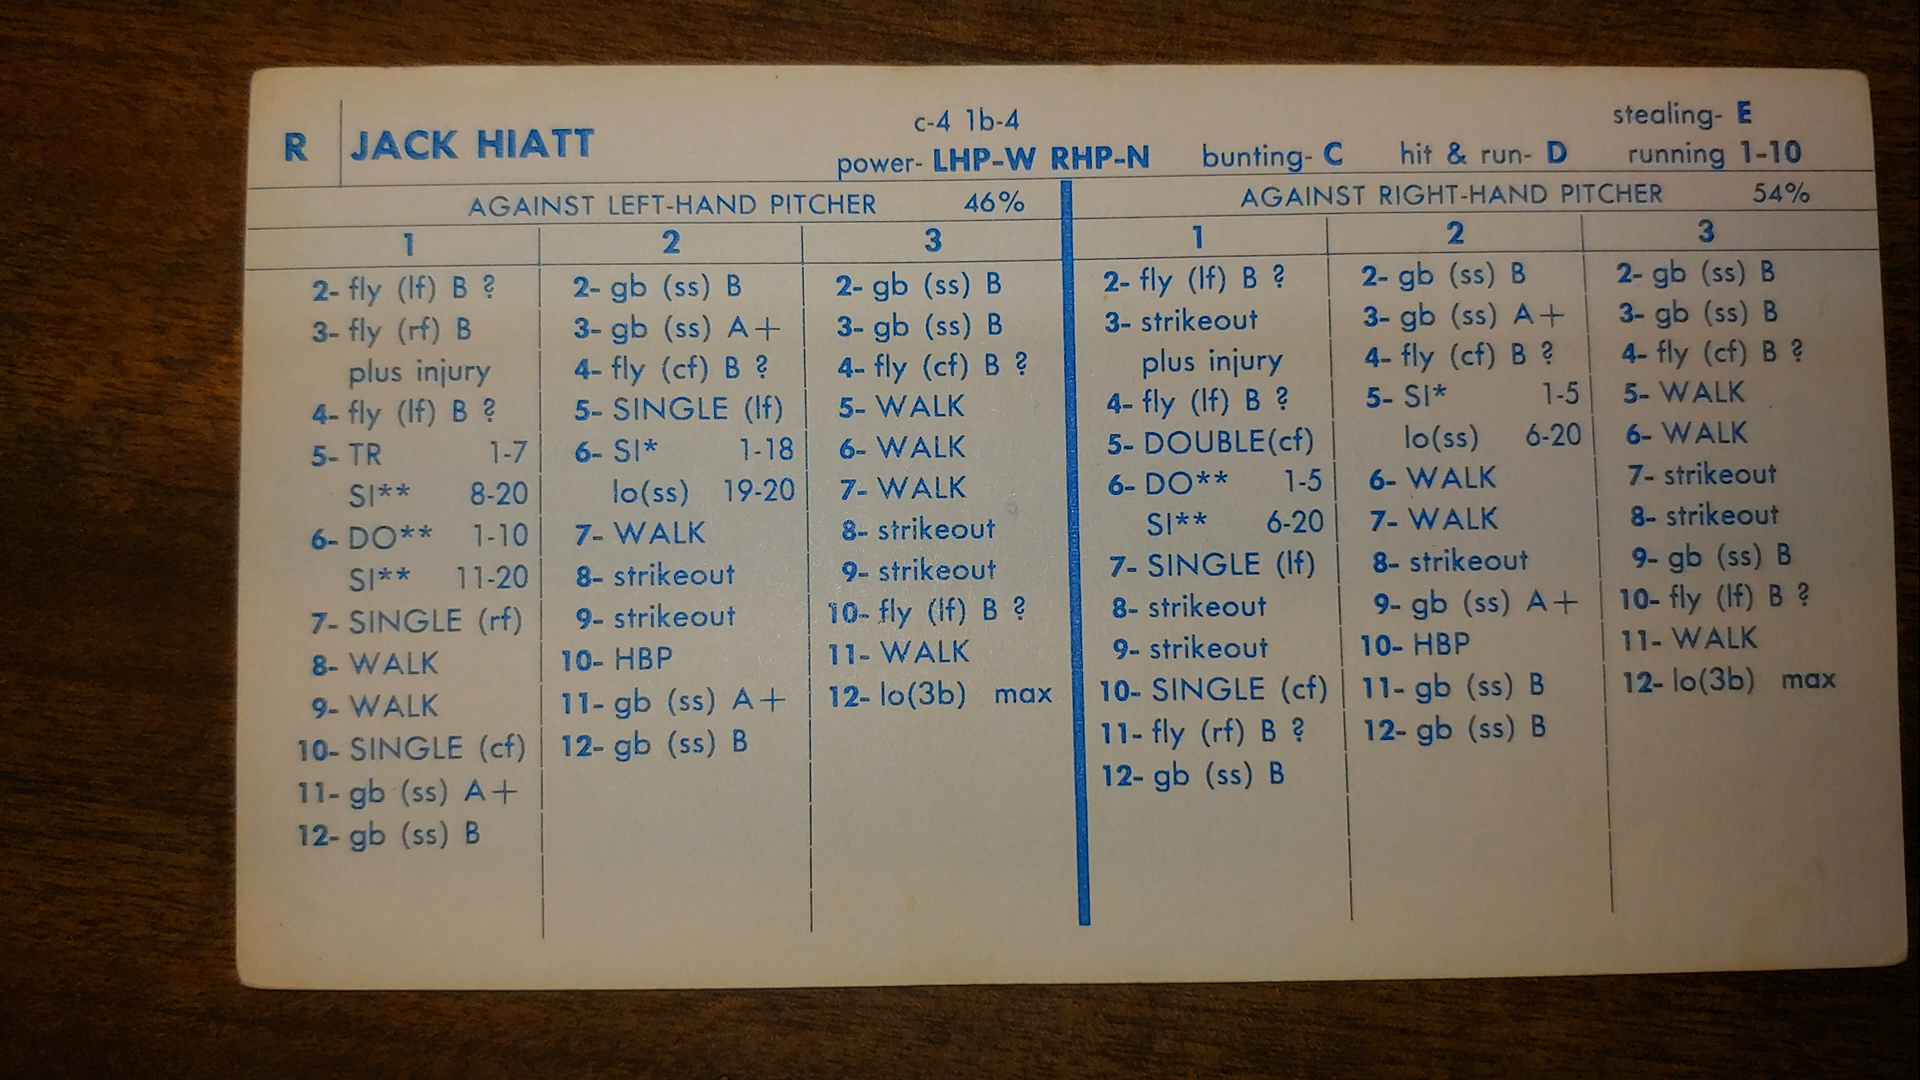 R JACK HIATT
c-4 1b-4
power- LHP-W RHP-N bunting- C hit & run- D
stealing- E
running 1-10
AGAINST LEFT-HAND PITCHER 46%
1
2- fly (lf) B ?
3- fly (rf) B
plus injury
4- fly (lf) B ?
5- TR 1-7
SI** 8-20
6- DO** 1-10
SI** 11-20
7- SINGLE (rf)
8- WALK
9- WALK
10- SINGLE (cf)
11- gb (ss) A+
12- gb (ss) B
2
2- gb (ss) B
3- gb (ss) A+
4- fly (cf) B ?
5- SINGLE (lf)
6- SI* 1-18
lo(ss) 19-20
7- WALK
8- strikeout
9- strikeout
10- HBP
11- gb (ss) A+
12- gb (ss) B
3
2- gb (ss) B
3- gb (ss) B
4- fly (cf) B ?
5- WALK
6- WALK
7- WALK
8- strikeout
9- strikeout
10- fly (lf) B ?
11- WALK
12- lo(3b) max
AGAINST RIGHT-HAND PITCHER 54%
1
2- fly (lf) B ?
3- strikeout
plus injury
4- fly (lf) B ?
5- DOUBLE(cf)
6- DO** 1-5
SI** 6-20
7- SINGLE (lf)
8- strikeout
9- strikeout
10- SINGLE (cf)
11- fly (rf) B ?
12- gb (ss) B
2
2- gb (ss) B
3- gb (ss) A+
4- fly (cf) B ?
5- SI* 1-5
lo(ss) 6-20
6- WALK
7- WALK
8- strikeout
9- gb (ss) A+
10- HBP
11- gb (ss) B
12- gb (ss) B
3
2- gb (ss) B
3- gb (ss) B
4- fly (cf) B ?
5- WALK
6- WALK
7- strikeout
8- strikeout
9- gb (ss) B
10- fly (lf) B ?
11- WALK
12- lo(3b) max